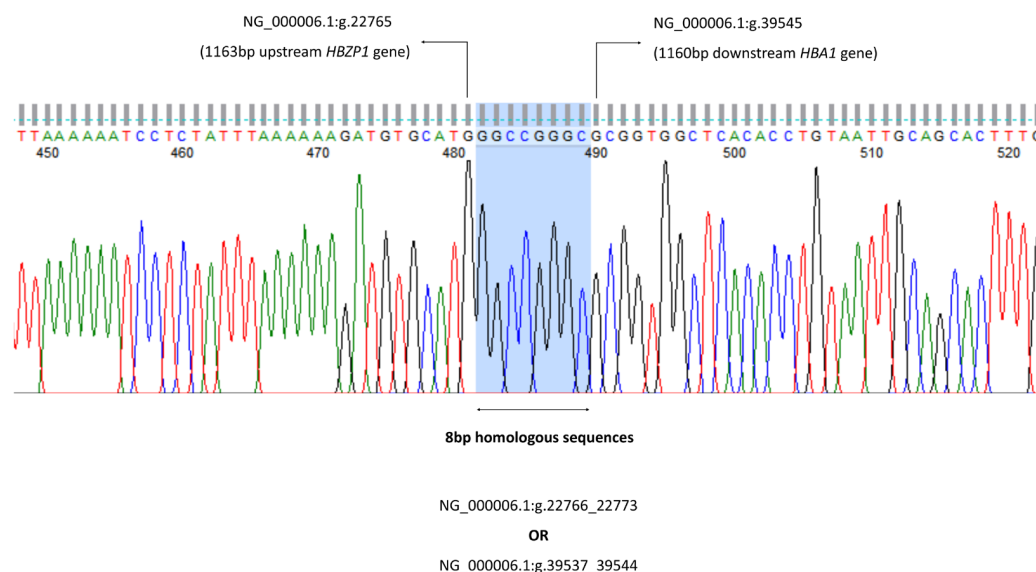 NG_000006.1:g.22765
(1163bp upstream HBZP1 gene)
NG_000006.1:g.39545
(1160bp downstream HBA1 gene)
TTAAAAAATCCTCTATTTAAAAAAGATGTGCATGGGCCGGGCGCGGTGGCTCACACCTGTAATTGCAGCACTTTG
450 460 470 480 490 500 510 520
8bp homologous sequences
NG_000006.1:g.22766_22773
OR
NG_000006.1:g.39537_39544